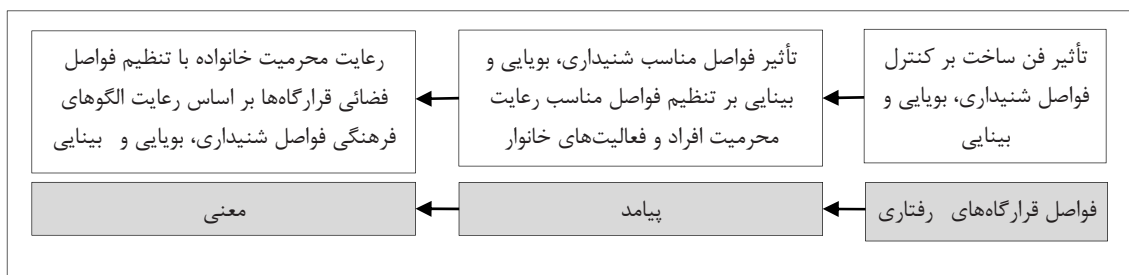 تأثیر فن ساخت بر کنترل
فواصل شنیداری، بویایی و
بینایی
تأثیر فواصل مناسب شنیداری، بویایی و
بینایی بر تنظیم فواصل مناسب رعایت
محرمیت افراد و فعالیت‌های خانوار
رعایت محرمیت خانواده با تنظیم فواصل
فضائی قرارگاه‌ها بر اساس رعایت الگوهای
فرهنگی فواصل شنیداری، بویایی و بینایی
فواصل قرارگاه‌های رفتاری
پیامد
معنی